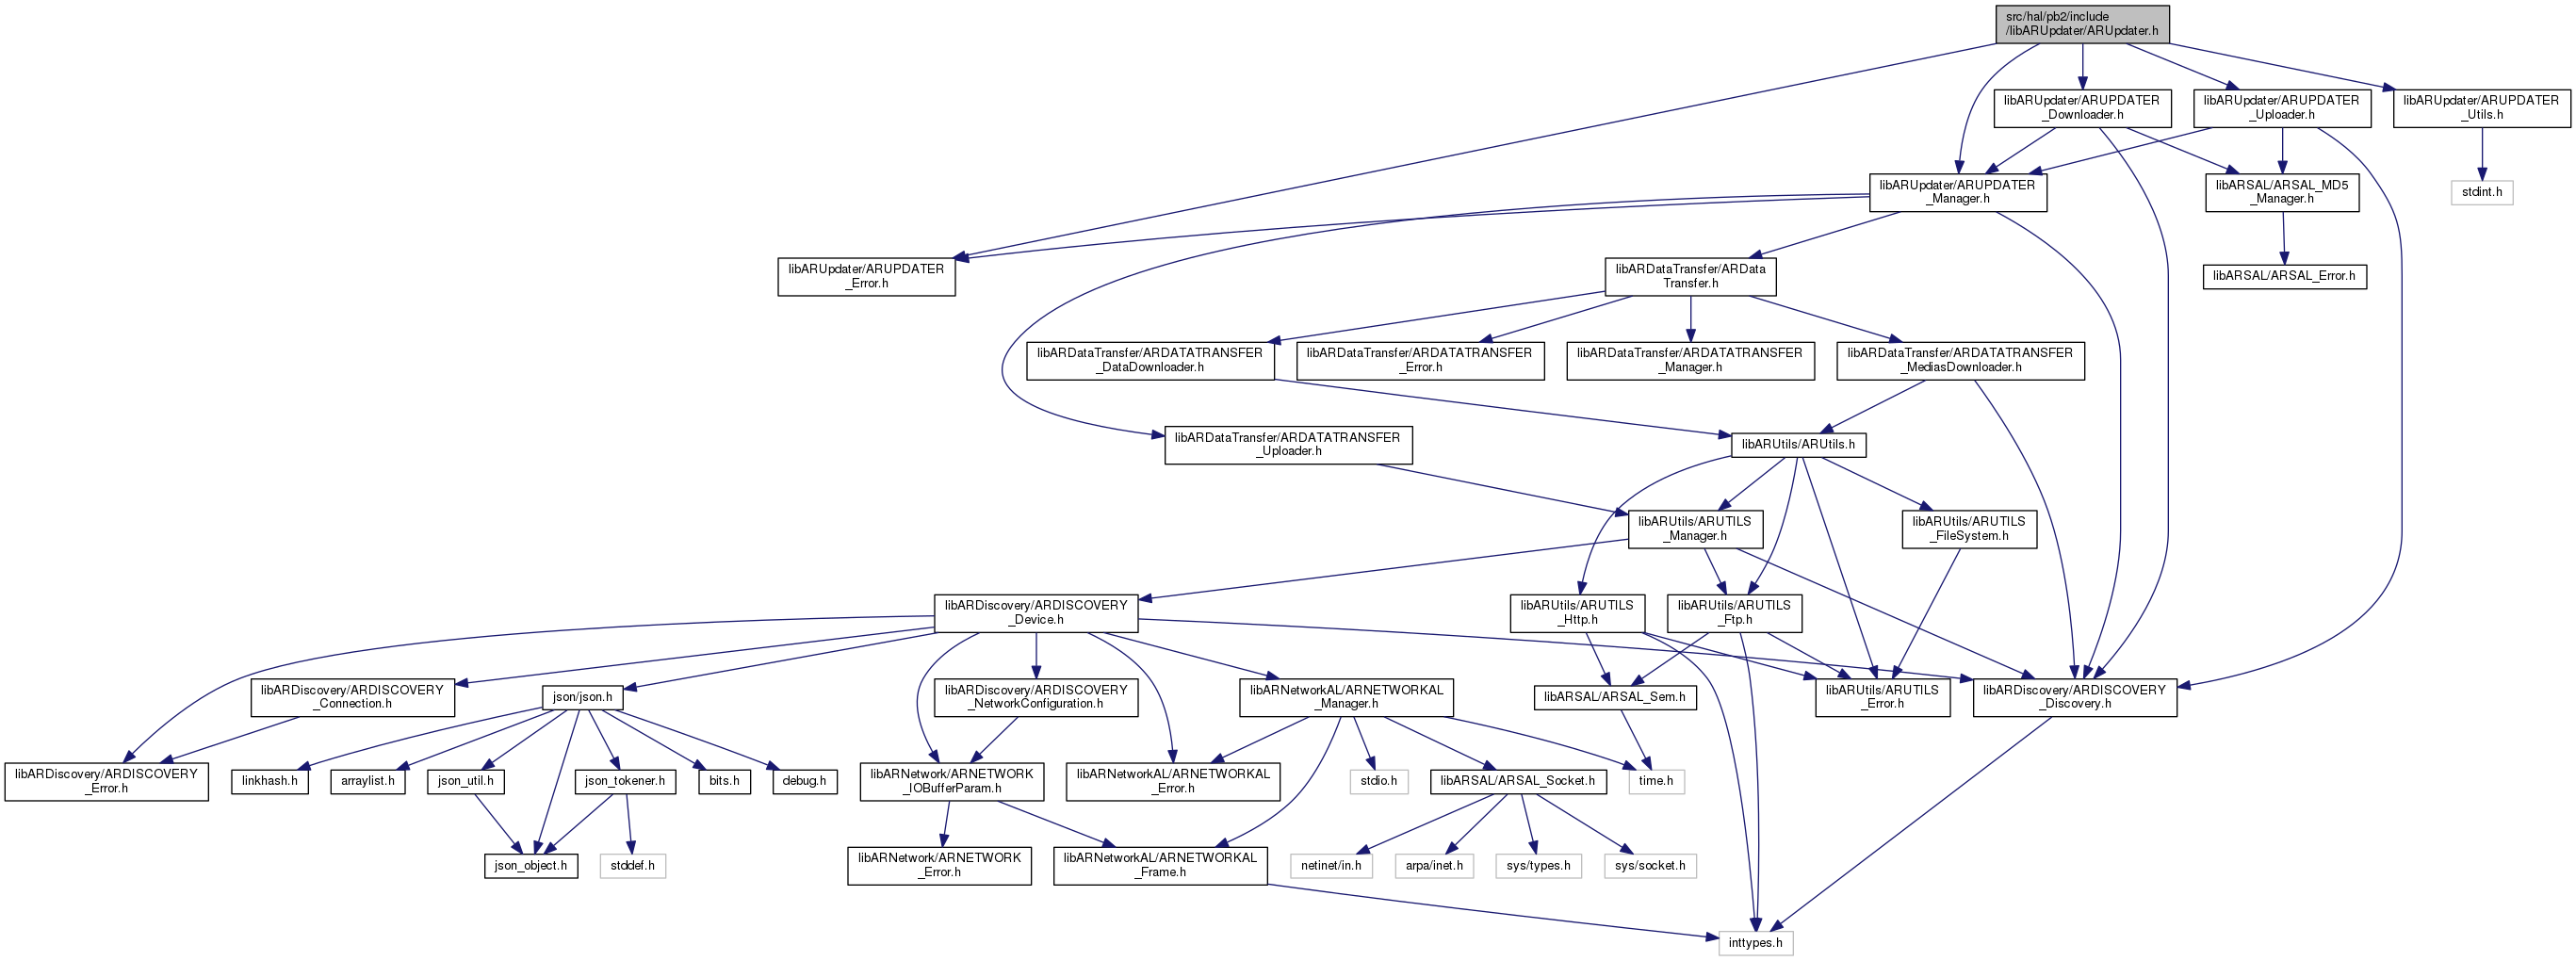 src/hal/pb2/include
/libARUpdater/ARUpdater.h
libARUpdater/ARUPDATER
_Downloader.h
libARUpdater/ARUPDATER
_Uploader.h
libARUpdater/ARUPDATER
_Utils.h
libARUpdater/ARUPDATER
_Manager.h
libARSAL/ARSAL_MD5
_Manager.h
stdint.h
libARUpdater/ARUPDATER
_Error.h
libARDataTransfer/ARData
Transfer.h
libARSAL/ARSAL_Error.h
libARDataTransfer/ARDATATRANSFER
_DataDownloader.h
libARDataTransfer/ARDATATRANSFER
_Error.h
libARDataTransfer/ARDATATRANSFER
_Manager.h
libARDataTransfer/ARDATATRANSFER
_MediasDownloader.h
libARDataTransfer/ARDATATRANSFER
_Uploader.h
libARUtils/ARUtils.h
libARUtils/ARUTILS
_Manager.h
libARUtils/ARUTILS
_FileSystem.h
libARDiscovery/ARDISCOVERY
_Device.h
libARUtils/ARUTILS
_Http.h
libARUtils/ARUTILS
_Ftp.h
libARDiscovery/ARDISCOVERY
_Connection.h
json/json.h
libARDiscovery/ARDISCOVERY
_NetworkConfiguration.h
libARNetworkAL/ARNETWORKAL
_Manager.h
libARSAL/ARSAL_Sem.h
libARUtils/ARUTILS
_Error.h
libARDiscovery/ARDISCOVERY
_Discovery.h
libARDiscovery/ARDISCOVERY
_Error.h
linkhash.h
arraylist.h
json_util.h
json_tokener.h
bits.h
debug.h
libARNetwork/ARNETWORK
_IOBufferParam.h
libARNetworkAL/ARNETWORKAL
_Error.h
stdio.h
libARSAL/ARSAL_Socket.h
time.h
json_object.h
stddef.h
libARNetwork/ARNETWORK
_Error.h
libARNetworkAL/ARNETWORKAL
_Frame.h
netinet/in.h
arpa/inet.h
sys/types.h
sys/socket.h
inttypes.h